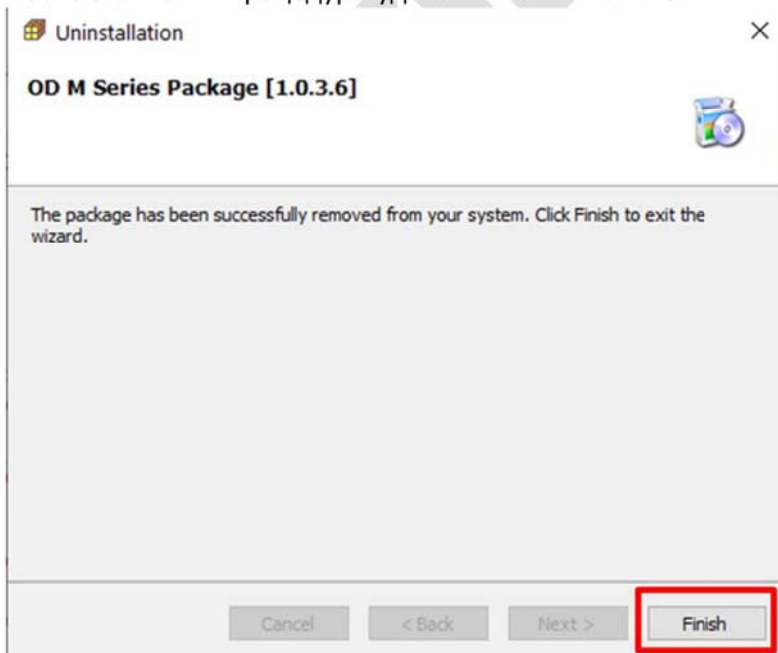 Uninstallation
OD M Series Package [1.0.3.6]
The package has been successfully removed from your system. Click Finish to exit the
wizard.
Cancel
< Back
Next >
Finish